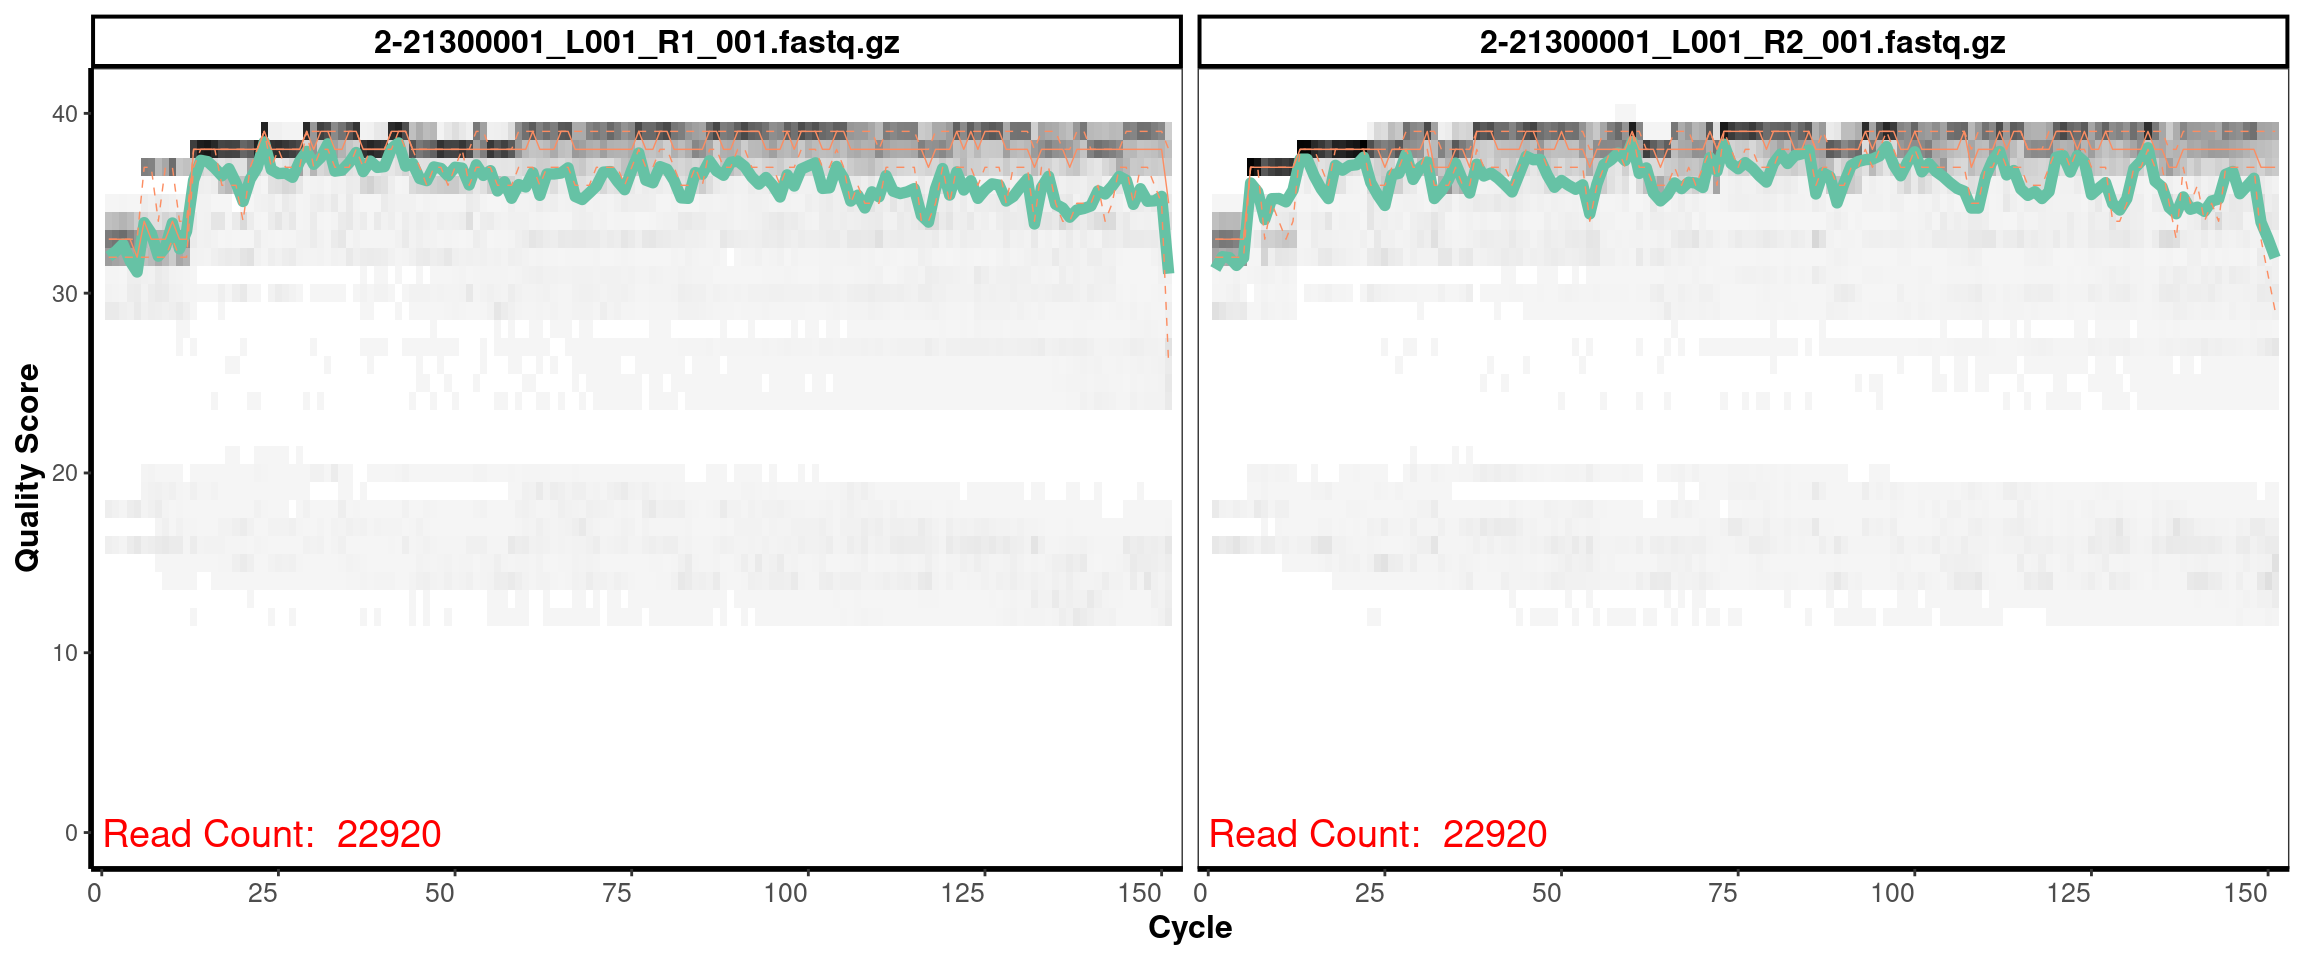 2-21300001_L001_R1_001.fastq.gz
2-21300001_L001_R2_001.fastq.gz
Quality Score
40
30
20
10
0
Read Count: 22920
Read Count: 22920
0 25 50 75 100 125 150
0 25 50 75 100 125 150
Cycle